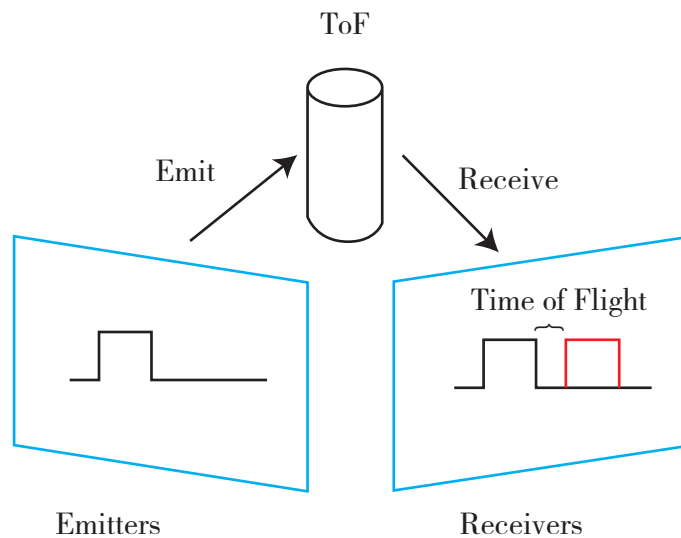 ToF
Emit
Receive
Time of Flight
Emitters
Receivers